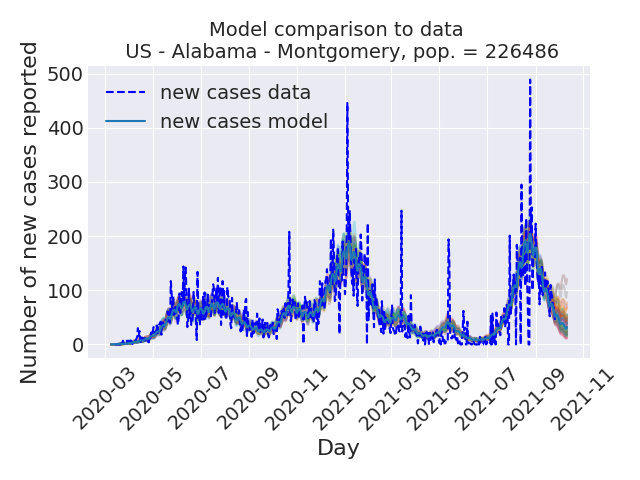 Model comparison to data
US - Alabama - Montgomery, pop. = 226486
Number of new cases reported
500
400
300
200
100
0
new cases data
new cases model
2020-03
2020-05
2020-07
2020-09
2020-11
2021-01
2021-03
2021-05
2021-07
2021-09
2021-11
Day